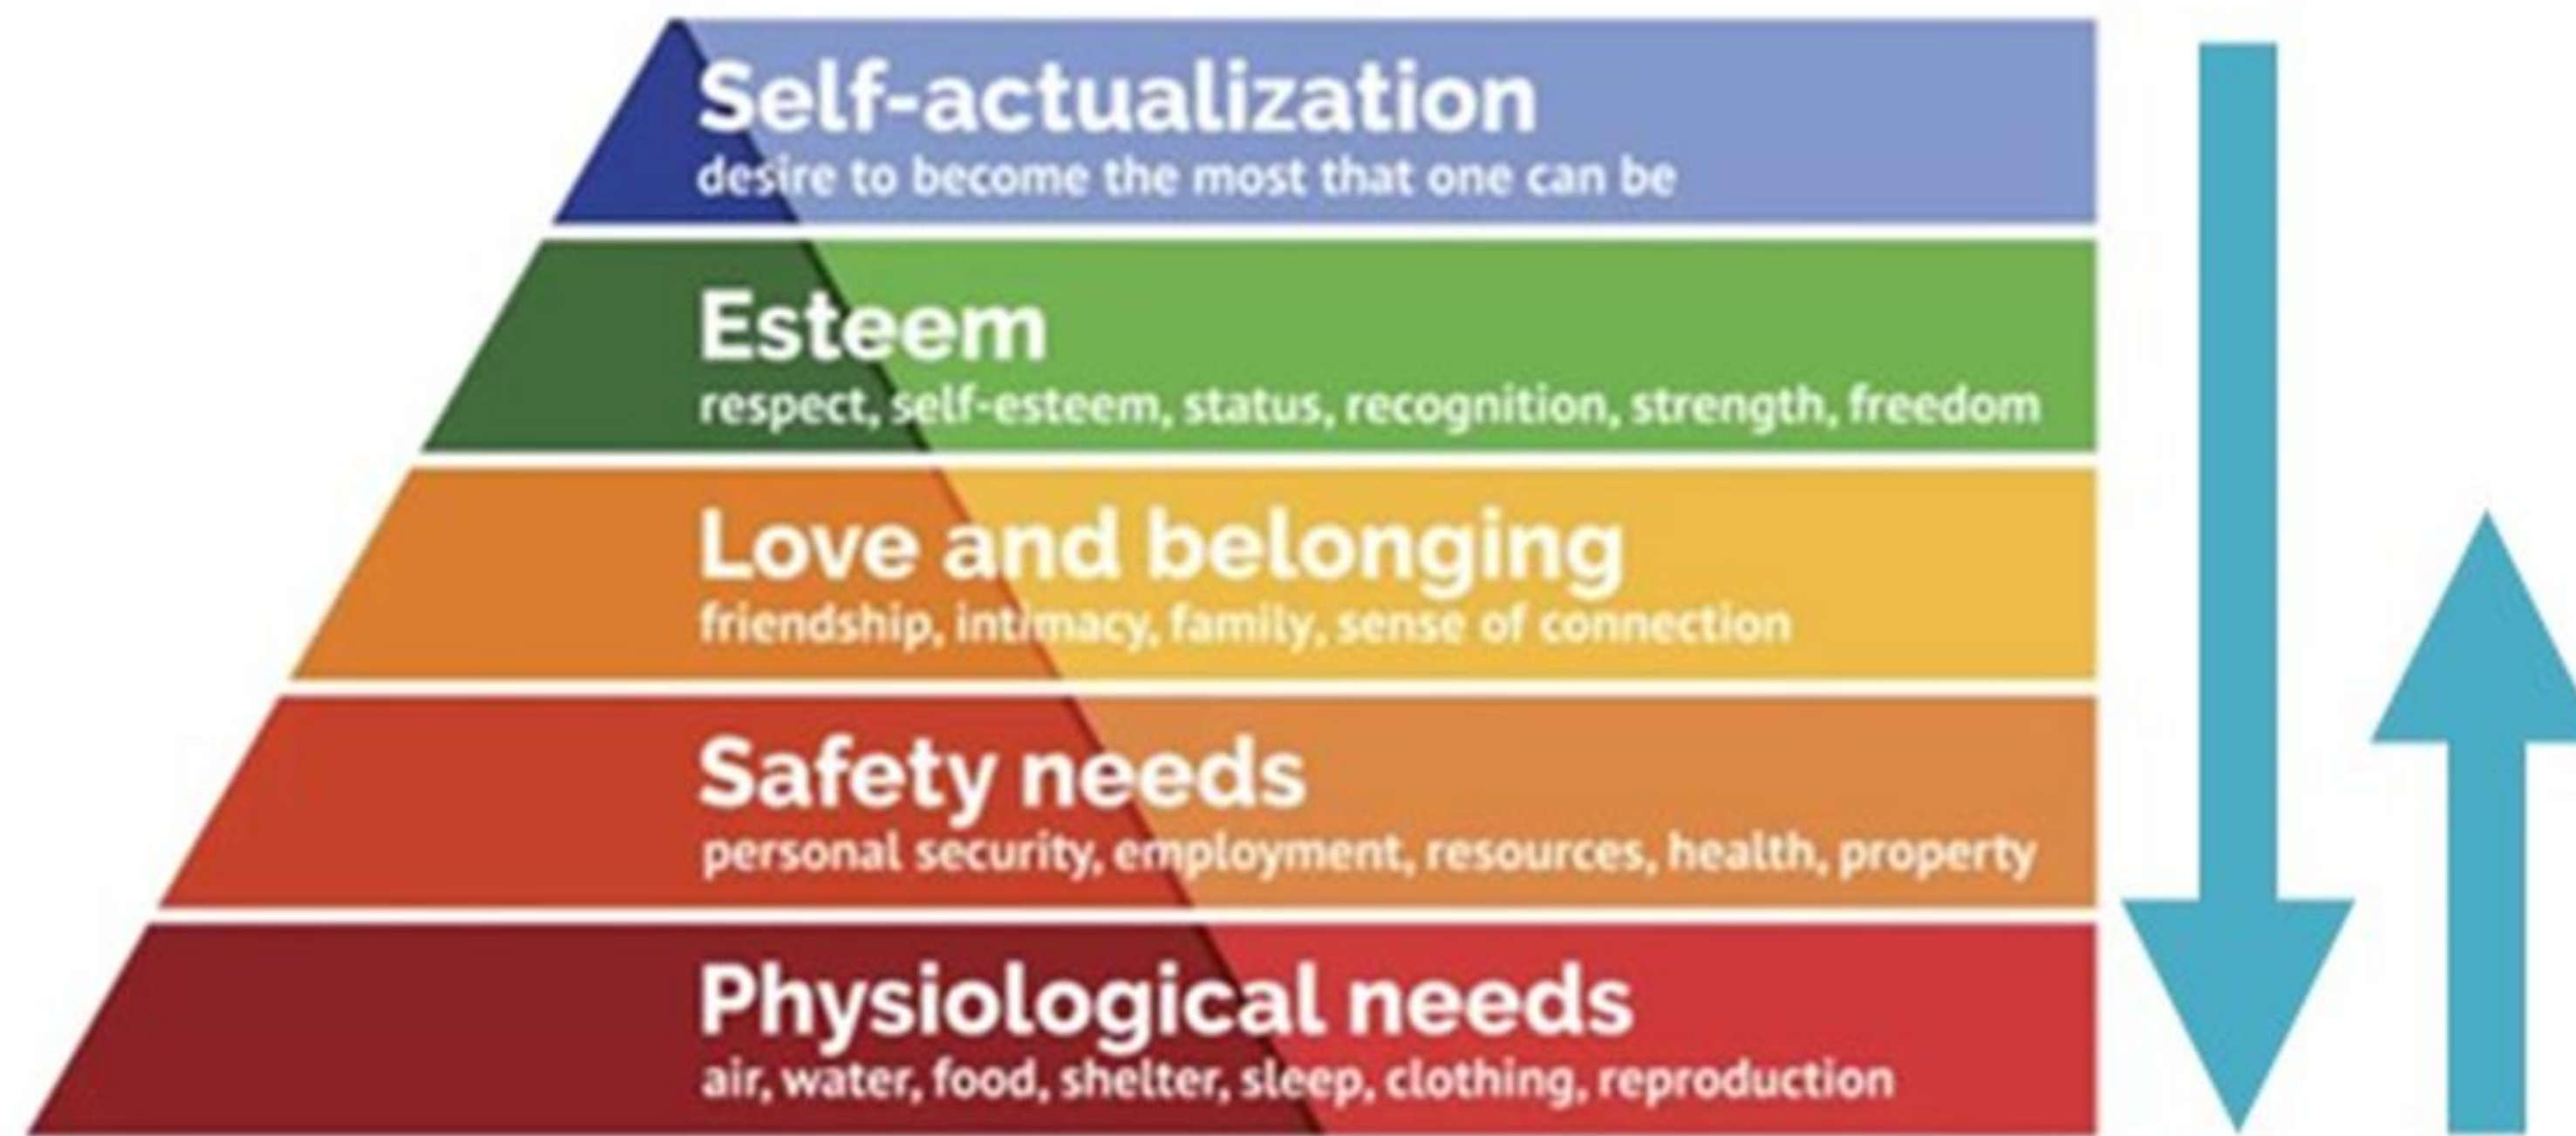 Self-actualization
desire to become the most that one can be
Esteem
respect, self-esteem, status, recognition, strength, freedom
Love and belonging
friendship, intimacy, family, sense of connection
Safety needs
personal security, employment, resources, health, property
Physiological needs
air, water, food, shelter, sleep, clothing, reproduction